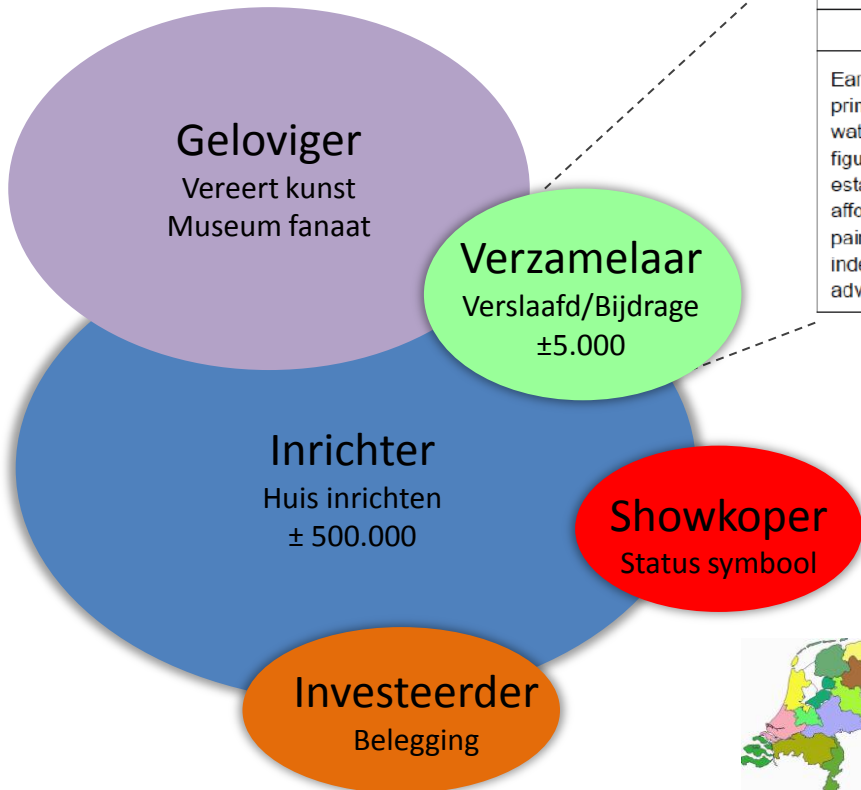 Geloviger
Vereert kunst
Museum fanaat
Verzamelaar
Verslaafd/Bijdrage
±5.000
Inrichter
Huis inrichten
± 500.000
Showkoper
Status symbool
Investeerder
Belegging